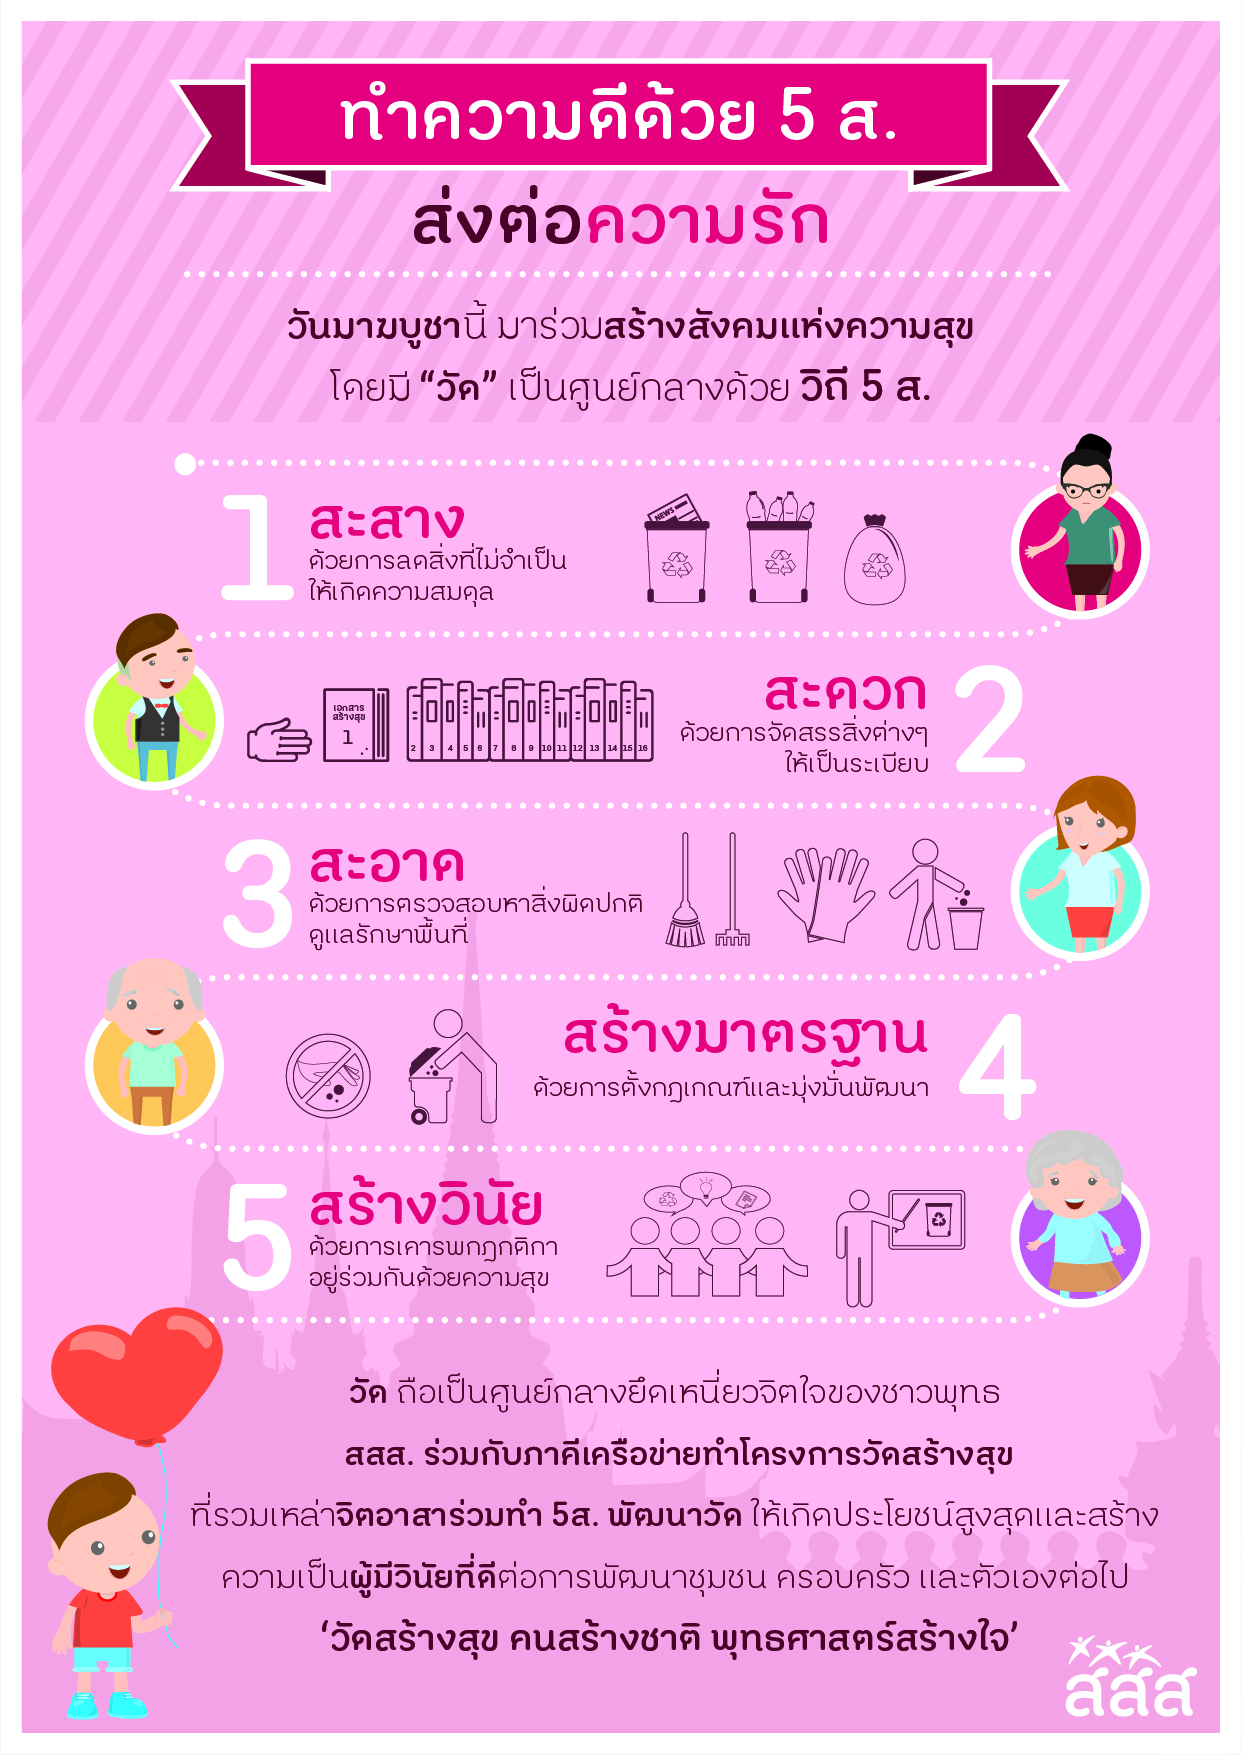 ทำความดีด้วย 5 ส.
ส่งต่อความรัก
วันมาฆบูชานี้ มาร่วมสร้างสังคมแห่งความสุข
โดยมี “วัด” เป็นศูนย์กลางด้วย วิถี 5 ส.
1 สะสาง
ด้วยการลดสิ่งที่ไม่จำเป็น
ให้เกิดความสมดุล
NEWS
สะดวก 2
ด้วยการจัดสรรสิ่งต่างๆ
ให้เป็นระเบียบ
เอกสาร
สร้างสุข
1
2 3 4 5 6 7 8 9 10 11 12 13 14 15 16
3 สะอาด
ด้วยการตรวจสอบหาสิ่งผิดปกติ
ดูแลรักษาพื้นที่
สร้างมาตรฐาน 4
ด้วยการตั้งกฎเกณฑ์และมุ่งมั่นพัฒนา
5 สร้างวินัย
ด้วยการเคารพกฎกติกา
อยู่ร่วมกันด้วยความสุข
วัด ถือเป็นศูนย์กลางยึดเหนี่ยวจิตใจของชาวพุทธ
สสส. ร่วมกับภาคีเครือข่ายทำโครงการวัดสร้างสุข
ที่รวมเหล่าจิตอาสาร่วมทำ 5ส. พัฒนาวัด ให้เกิดประโยชน์สูงสุดและสร้าง
ความเป็นผู้มีวินัยที่ดีต่อการพัฒนาชุมชน ครอบครัว และตัวเองต่อไป
‘วัดสร้างสุข คนสร้างชาติ พุทธศาสตร์สร้างใจ’
สสส